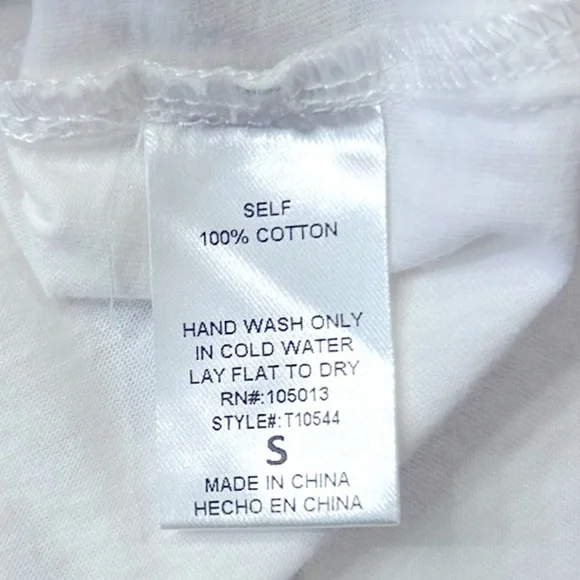 SELF
100% COTTON
HAND WASH ONLY
IN COLD WATER
LAY FLAT TO DRY
RN#:105013
STYLE#:T10544
S
MADE IN CHINA
HECHO EN CHINA